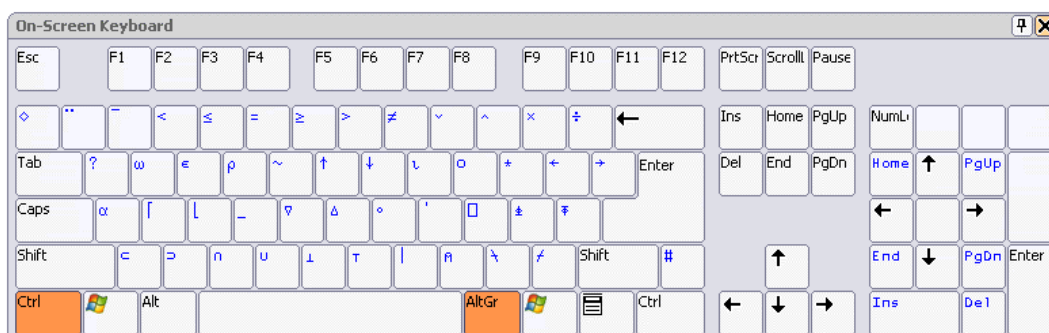 On-Screen Keyboard
Esc F1 F2 F3 F4 F5 F6 F7 F8 F9 F10 F11 F12 PrtScr ScrollL Pause
◇ ¨ ¯ < ≤ = ≥ > ≠ ∨ ∧ × ÷ ← Ins Home PgUp NumL
Tab ? ω ∊ ρ ~ ↑ ↓ ⍳ ○ * ← → Enter Del End PgDn Home ↑ PgUp
Caps ⍺ ⌈ ⌊ _ ∇ ∆ ∘ ' ⎕ ⍎ ⍕ ← →
Shift ⊂ ⊃ ∩ ∪ ⊥ ⊤ | ⍝ ⍀ ⌿ Shift # ↑ End ↓ PgDn Enter
Ctrl Alt AltGr Ctrl ← ↓ → Ins Del